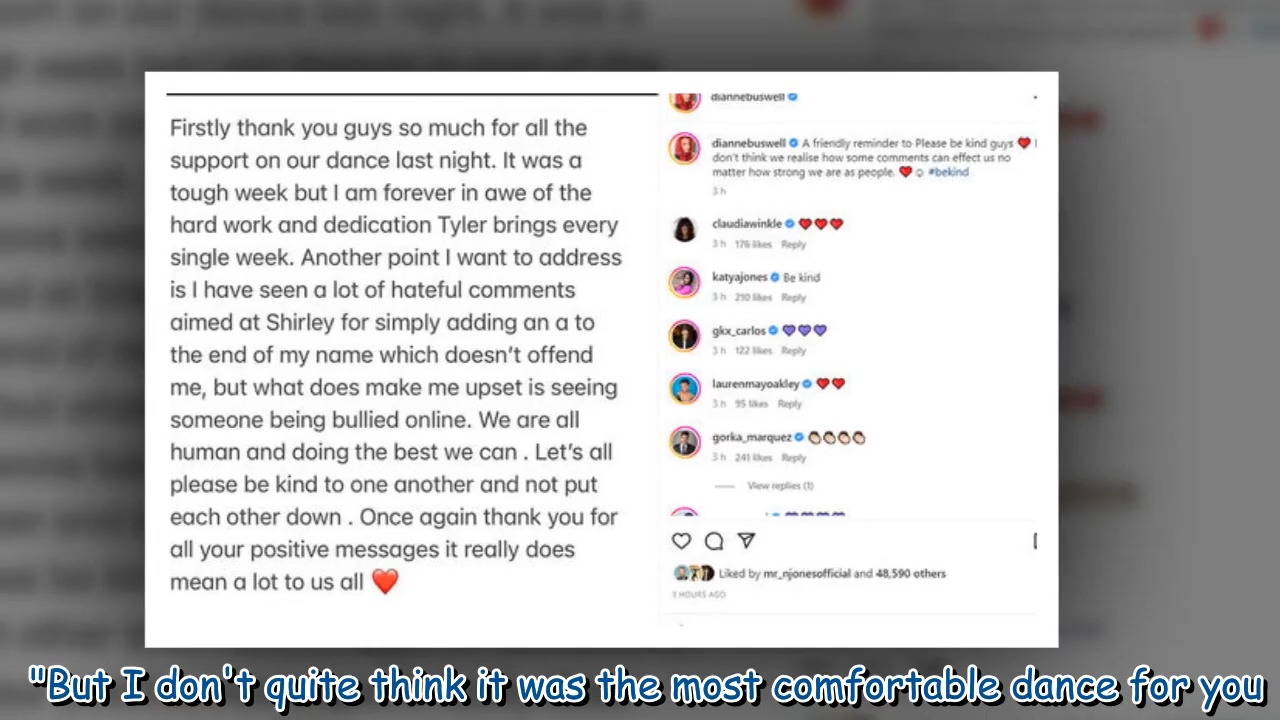 Firstly thank you guys so much for all the
support on our dance last night. It was a
tough week but I am forever in awe of the
hard work and dedication Tyler brings every
single week. Another point I want to address
is I have seen a lot of hateful comments
aimed at Shirley for simply adding an a to
the end of my name which doesn't offend
me, but what does make me upset is seeing
someone being bullied online. We are all
human and doing the best we can . Let's all
please be kind to one another and not put
each other down . Once again thank you for
all your positive messages it really does
mean a lot to us all ❤️
diannebuswell
diannebuswell A friendly reminder to Please be kind guys ❤️ I
don't think we realise how some comments can effect us no
matter how strong we are as people. ❤️ ☺ #bekind
3 h
claudiawinkle ❤️❤️❤️
3 h 176 likes Reply
katyajones Be kind
3 h 210 likes Reply
gkx_carlos 💜💜💜
3 h 122 likes Reply
laurenmayoakley ❤️❤️
3 h 95 likes Reply
gorka_marquez 👏🏻👏🏻👏🏻👏🏻
3 h 241 likes Reply
View replies (1)
Liked by mr_njonesofficial and 48,590 others
3 HOURS AGO
"But I don't quite think it was the most comfortable dance for you